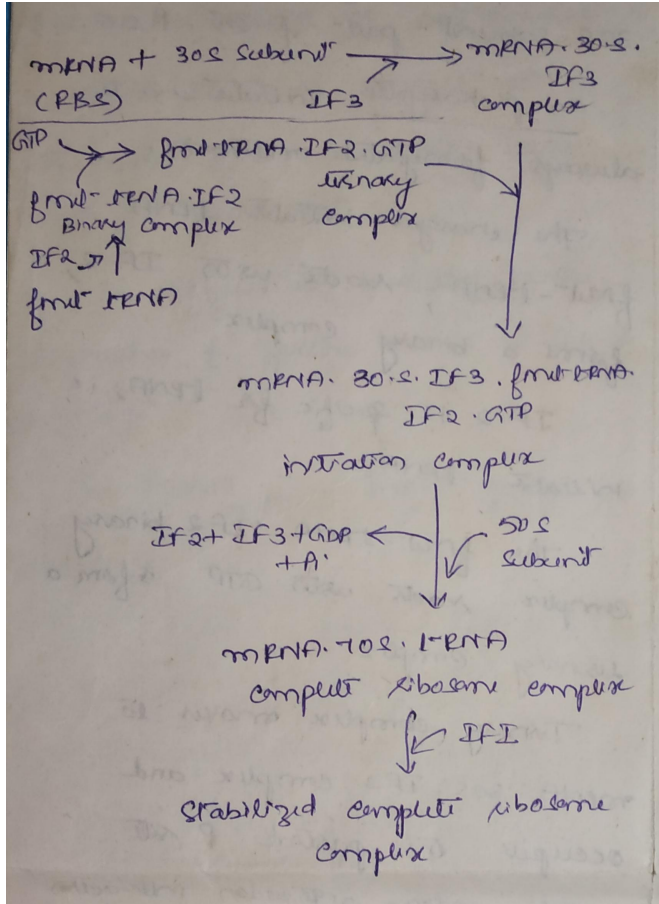 mRNA + 30S Subunit → mRNA·30·S·
(RBS) IF3 IF3
complex
GTP → fmet-tRNA·IF2·GTP
ternary
complex
fmet-tRNA·IF2
Binary complex
IF2
fmet tRNA
mRNA·30·S·IF3·fmet-tRNA·
IF2·GTP
initiation complex
IF2+ IF3+GDP
+Pi
50S
subunit
mRNA·70S·t-RNA
complete ribosome complex
IFI
Stabilized complete ribosome
complex